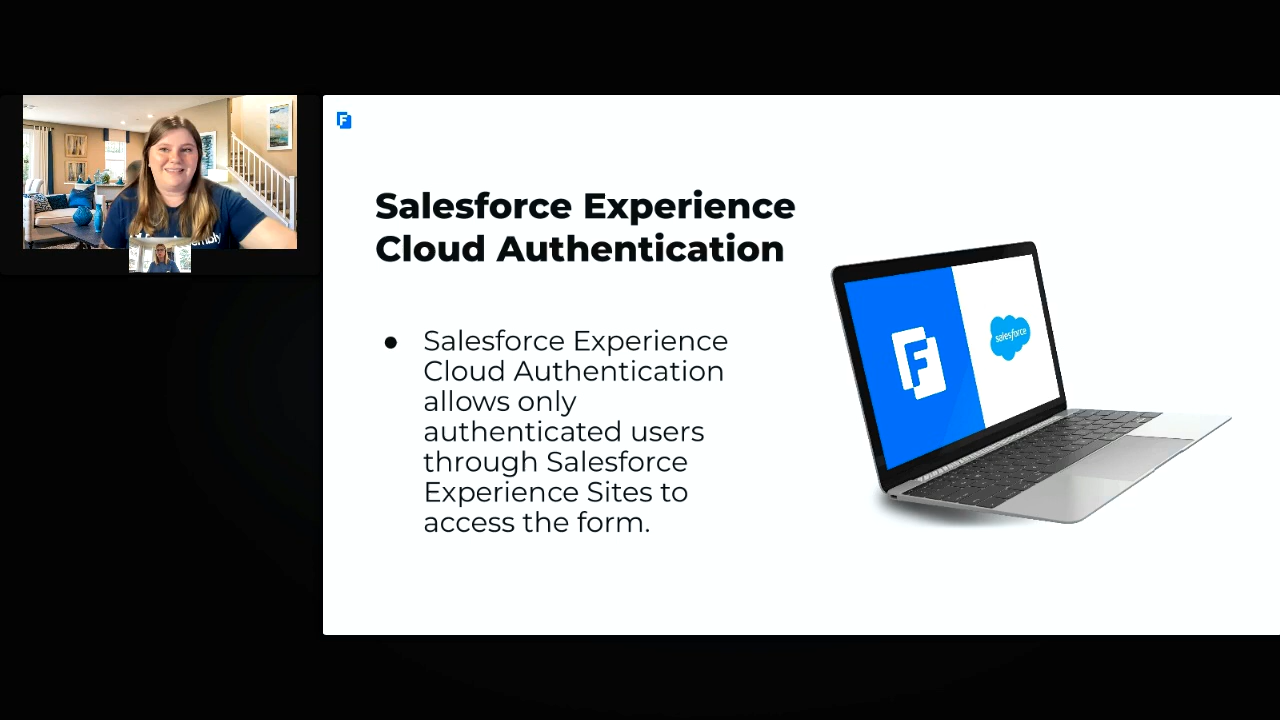 Salesforce Experience
Cloud Authentication
● Salesforce Experience
Cloud Authentication
allows only
authenticated users
through Salesforce
Experience Sites to
access the form.
salesforce